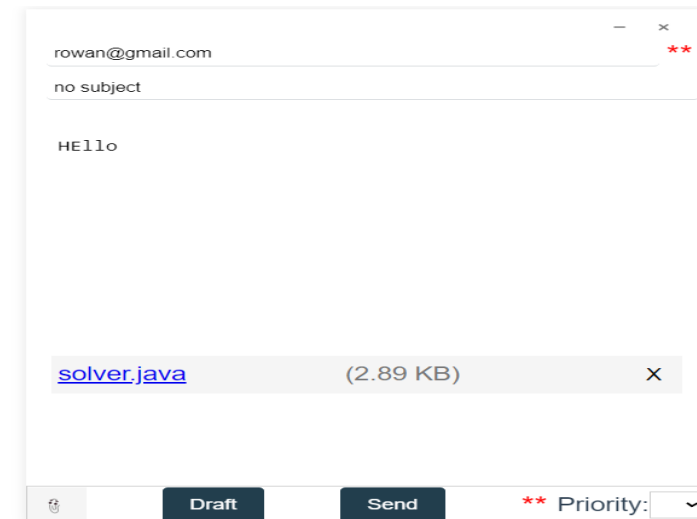 rowan@gmail.com **
no subject
HEllo
solver.java (2.89 KB) ×
Draft Send ** Priority: